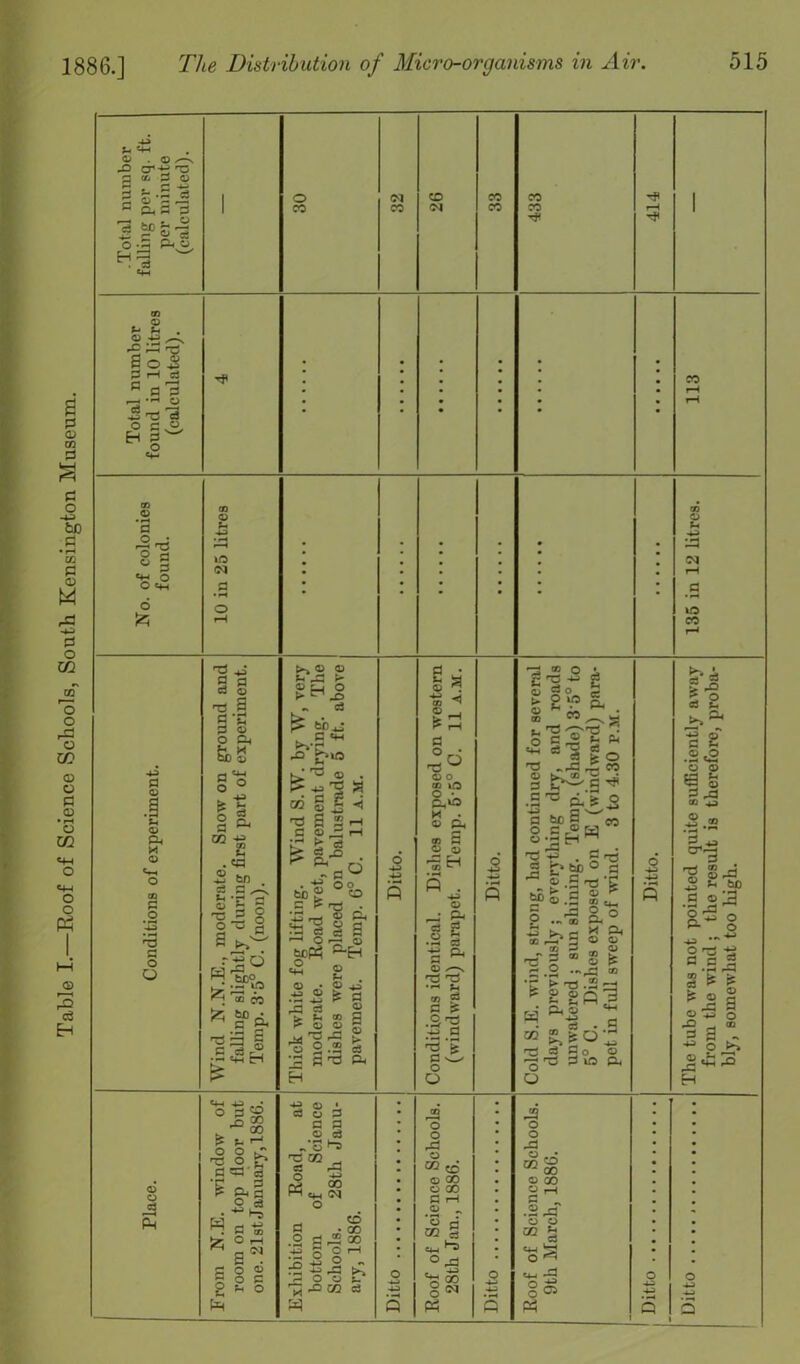 1886.] The Distribution of Micro-organisms in Air. 515
Table I.—Roof of Science Schools, South Kensington Museum.
Place.
Conditions of experiment.
No. of colonies
found.
Total number
found in 10 litres
(calculated).
Total number
falling per sq. ft.
per minute
(calculated).
From N.E. window of
room on top floor but
one. 21st January, 1886.
Wind N.N.E., moderate. Snow on ground and
falling slightly during first part of experiment.
Temp. 3·5° C. (noon).
10 in 25 litres
4
—
Exhibition Road, at
bottom of Science
Schools. 28th Janu-
ary, 1886.
Thick white fog lifting. Wind S.W. by W, very
moderate. Road wet, pavement drying. The
dishes were placed on balustrade 5 ft. above
pavement. Temp. 6° C. 11 A.M.
......
......
30
Ditto ............
Ditto.
......
......
32
Roof of Science Schools.
28th Jan., 1886.
Conditions identical. Dishes exposed on western
(windward) parapet. Temp. 5·5° C. 11 A.M.
......
......
26
Ditto ............
Ditto.
......
......
33
Roof of Science Schools.
9th March, 1886.
Cold S.E. wind, strong, had continued for several
days previously; everything dry, and roads
unwatered; sun shining. Temp. (shade) 3·5° to
5° C. Dishes exposed on E (windward) para-
pet in full sweep of wind. 3 to 4.30 P.M.
......
......
433
Ditto ............
Ditto.
......
......
414
Ditto ............
The tube was not pointed quite sufficiently away
from the wind; the result is therefore, proba-
bly, somewhat too high.
135 in 12 litres.
113
—